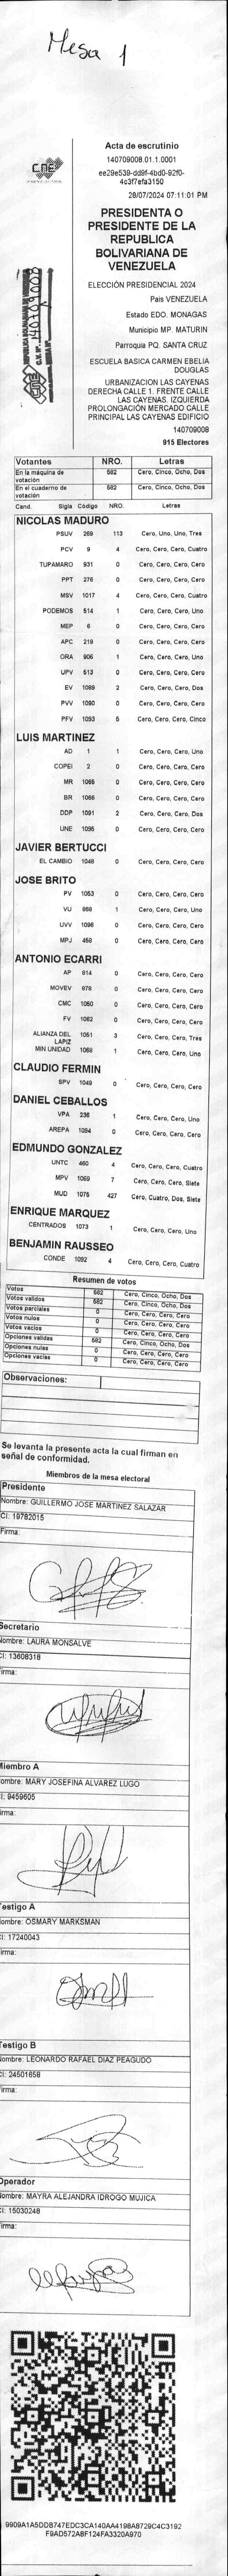 Mesa 1
CNE
Acta de escrutinio
140709008.01.1.0001
ee29e539-dd9f-4bd0-92f0-
4c3f7efa3150
28/07/2024 07:11:01 PM
PRESIDENTA O
PRESIDENTE DE LA
REPUBLICA
BOLIVARIANA DE
VENEZUELA
ELECCIÓN PRESIDENCIAL 2024
Pais VENEZUELA
Estado EDO. MONAGAS
Municipio MP. MATURIN
Parroquia PQ. SANTA CRUZ
ESCUELA BASICA CARMEN EBELIA
DOUGLAS
URBANIZACION LAS CAYENAS
DERECHA CALLE 1. FRENTE CALLE
LAS CAYENAS. IZQUIERDA
PROLONGACIÓN MERCADO CALLE
PRINCIPAL LAS CAYENAS EDIFICIO
140709008
915 Electores
Votantes NRO. Letras
En la máquina de votación 582 Cero, Cinco, Ocho, Dos
En el cuaderno de votación 582 Cero, Cinco, Ocho, Dos
Cand. Sigla Código NRO. Letras
NICOLAS MADURO
PSUV 269 113 Cero, Uno, Uno, Tres
PCV 9 4 Cero, Cero, Cero, Cuatro
TUPAMARO 931 0 Cero, Cero, Cero, Cero
PPT 276 0 Cero, Cero, Cero, Cero
MSV 1017 4 Cero, Cero, Cero, Cuatro
PODEMOS 514 1 Cero, Cero, Cero, Uno
MEP 6 0 Cero, Cero, Cero, Cero
APC 219 0 Cero, Cero, Cero, Cero
ORA 906 1 Cero, Cero, Cero, Uno
UPV 513 0 Cero, Cero, Cero, Cero
EV 1089 2 Cero, Cero, Cero, Dos
PVV 1090 0 Cero, Cero, Cero, Cero
PFV 1093 5 Cero, Cero, Cero, Cinco
LUIS MARTINEZ
AD 1 1 Cero, Cero, Cero, Uno
COPEI 2 0 Cero, Cero, Cero, Cero
MR 1065 0 Cero, Cero, Cero, Cero
BR 1066 0 Cero, Cero, Cero, Cero
DDP 1091 2 Cero, Cero, Cero, Dos
UNE 1095 0 Cero, Cero, Cero, Cero
JAVIER BERTUCCI
EL CAMBIO 1048 0 Cero, Cero, Cero, Cero
JOSE BRITO
PV 1053 0 Cero, Cero, Cero, Cero
VU 868 1 Cero, Cero, Cero, Uno
UVV 1096 0 Cero, Cero, Cero, Cero
MPJ 458 0 Cero, Cero, Cero, Cero
ANTONIO ECARRI
AP 814 0 Cero, Cero, Cero, Cero
MOVEV 878 0 Cero, Cero, Cero, Cero
CMC 1050 0 Cero, Cero, Cero, Cero
FV 1062 0 Cero, Cero, Cero, Cero
ALIANZA DEL LAPIZ 1051 3 Cero, Cero, Cero, Tres
MIN UNIDAD 1068 1 Cero, Cero, Cero, Uno
CLAUDIO FERMIN
SPV 1049 0 Cero, Cero, Cero, Cero
DANIEL CEBALLOS
VPA 236 1 Cero, Cero, Cero, Uno
AREPA 1094 0 Cero, Cero, Cero, Cero
EDMUNDO GONZALEZ
UNTC 460 4 Cero, Cero, Cero, Cuatro
MPV 1069 7 Cero, Cero, Cero, Siete
MUD 1075 427 Cero, Cuatro, Dos, Siete
ENRIQUE MARQUEZ
CENTRADOS 1073 1 Cero, Cero, Cero, Uno
BENJAMIN RAUSSEO
CONDE 1092 4 Cero, Cero, Cero, Cuatro
Resumen de votos
Votos 582 Cero, Cinco, Ocho, Dos
Votos validos 582 Cero, Cinco, Ocho, Dos
Votos parciales 0 Cero, Cero, Cero, Cero
Votos nulos 0 Cero, Cero, Cero, Cero
Votos vacios 0 Cero, Cero, Cero, Cero
Opciones validas 582 Cero, Cinco, Ocho, Dos
Opciones nulas 0 Cero, Cero, Cero, Cero
Opciones vacias 0 Cero, Cero, Cero, Cero
Observaciones:
Se levanta la presente acta la cual firman en
señal de conformidad.
Miembros de la mesa electoral
Presidente
Nombre: GUILLERMO JOSE MARTINEZ SALAZAR
CI: 19782015
Firma:
Secretario
Nombre: LAURA MONSALVE
CI: 13608318
Firma:
Miembro A
Nombre: MARY JOSEFINA ALVAREZ LUGO
CI: 9459605
Firma:
Testigo A
Nombre: OSMARY MARKSMAN
CI: 17240043
Firma:
Testigo B
Nombre: LEONARDO RAFAEL DIAZ PEAGUDO
CI: 24501658
Firma:
Operador
Nombre: MAYRA ALEJANDRA IDROGO MUJICA
CI: 15030248
Firma:
9909A1A5DDB747EDC3CA140AA4198A8729C4C3192
F9AD572A8F124FA3320A970